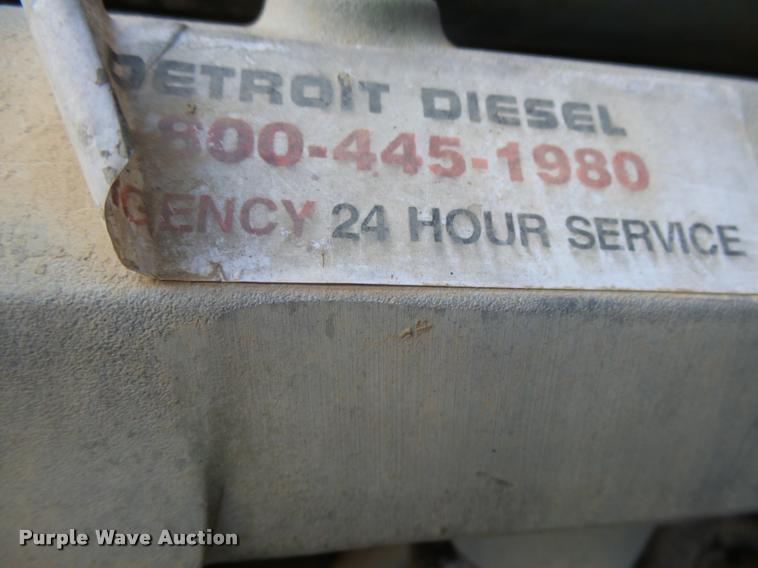 DETROIT DIESEL
800-445-1980
GENCY 24 HOUR SERVICE
Purple Wave Auction®